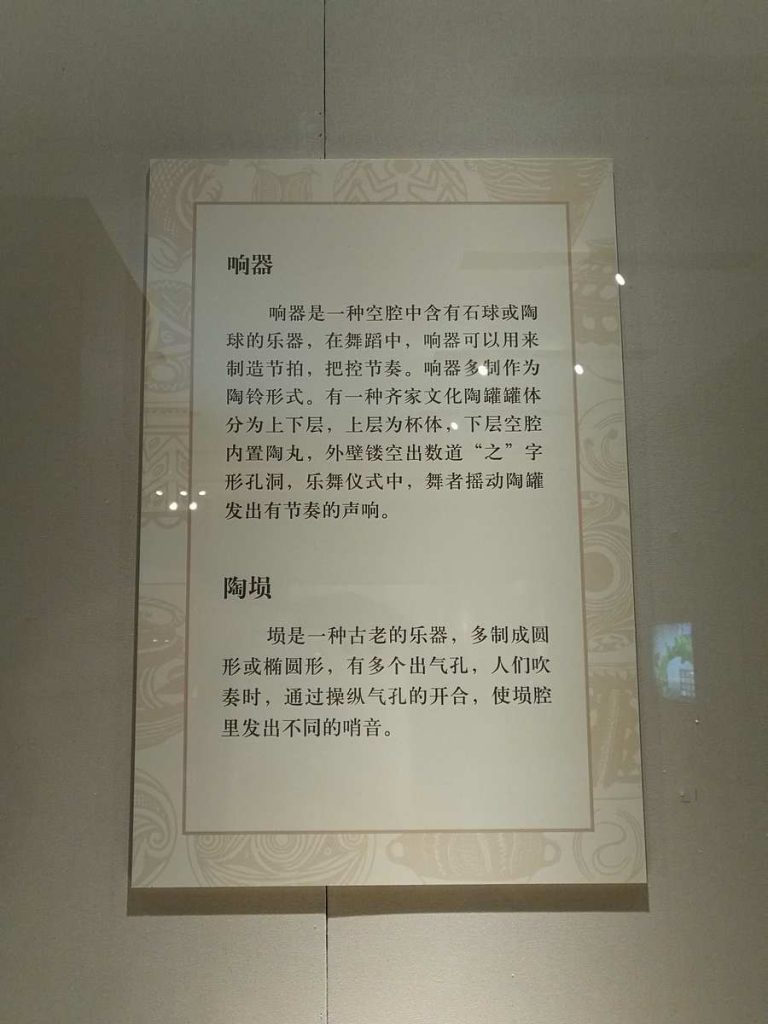 响器
响器是一种空腔中含有石球或陶
球的乐器，在舞蹈中，响器可以用来
制造节拍，把控节奏。响器多制作为
陶铃形式。有一种齐家文化陶罐罐体
分为上下层，上层为杯体，下层空腔
内置陶丸，外壁镂空出数道“之”字
形孔洞，乐舞仪式中，舞者摇动陶罐
发出有节奏的声响。
陶埙
埙是一种古老的乐器，多制成圆
形或椭圆形，有多个出气孔，人们吹
奏时，通过操纵气孔的开合，使埙腔
里发出不同的哨音。